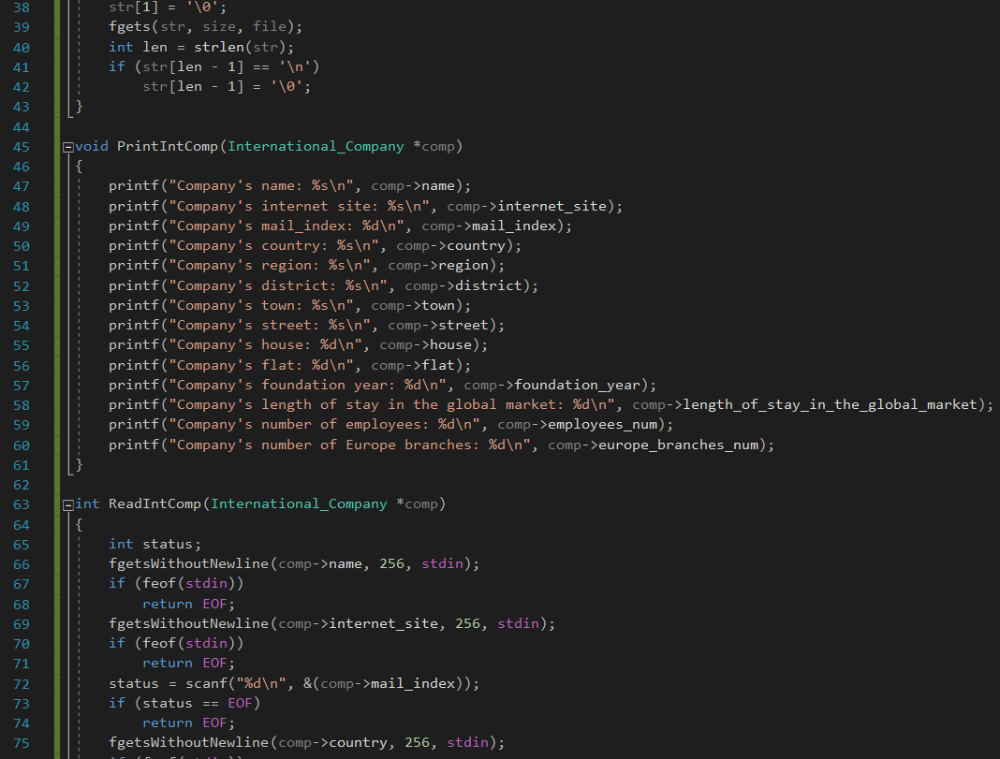 38 str[1] = '\0';
39 fgets(str, size, file);
40 int len = strlen(str);
41 if (str[len - 1] == '\n')
42 str[len - 1] = '\0';
43 }
44
45 void PrintIntComp(International_Company *comp)
46 {
47 printf("Company's name: %s\n", comp->name);
48 printf("Company's internet site: %s\n", comp->internet_site);
49 printf("Company's mail_index: %d\n", comp->mail_index);
50 printf("Company's country: %s\n", comp->country);
51 printf("Company's region: %s\n", comp->region);
52 printf("Company's district: %s\n", comp->district);
53 printf("Company's town: %s\n", comp->town);
54 printf("Company's street: %s\n", comp->street);
55 printf("Company's house: %d\n", comp->house);
56 printf("Company's flat: %d\n", comp->flat);
57 printf("Company's foundation year: %d\n", comp->foundation_year);
58 printf("Company's length of stay in the global market: %d\n", comp->length_of_stay_in_the_global_market);
59 printf("Company's number of employees: %d\n", comp->employees_num);
60 printf("Company's number of Europe branches: %d\n", comp->europe_branches_num);
61 }
62
63 int ReadIntComp(International_Company *comp)
64 {
65 int status;
66 fgetsWithoutNewline(comp->name, 256, stdin);
67 if (feof(stdin))
68 return EOF;
69 fgetsWithoutNewline(comp->internet_site, 256, stdin);
70 if (feof(stdin))
71 return EOF;
72 status = scanf("%d\n", &(comp->mail_index));
73 if (status == EOF)
74 return EOF;
75 fgetsWithoutNewline(comp->country, 256, stdin);